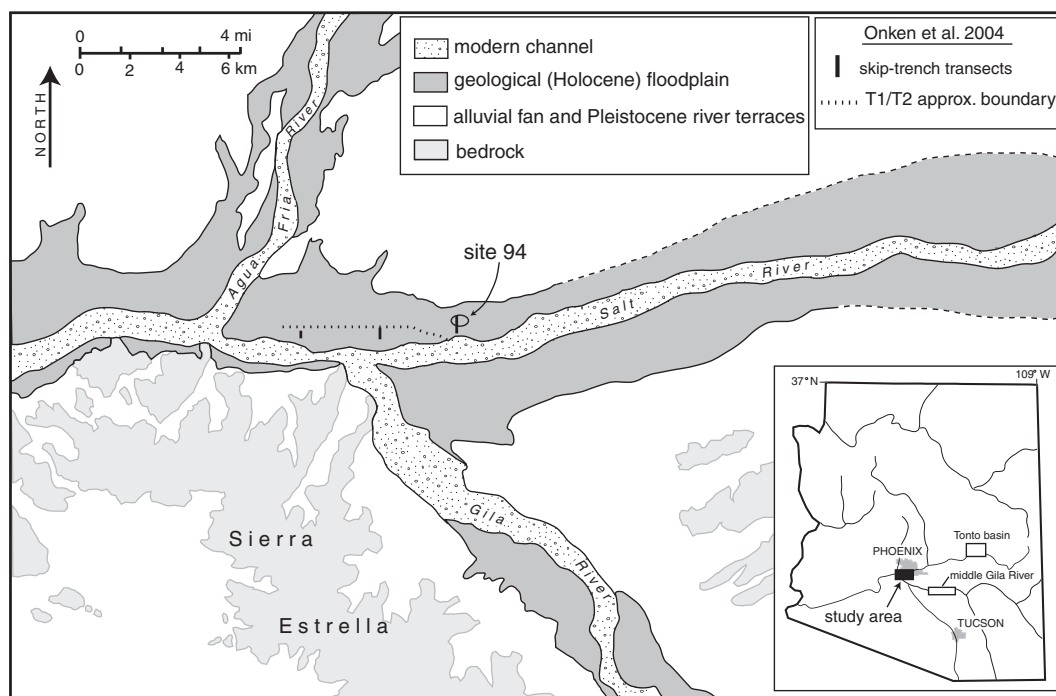 0 4 mi
0 2 4 6 km
NORTH
modern channel
geological (Holocene) floodplain
alluvial fan and Pleistocene river terraces
bedrock
Onken et al. 2004
skip-trench transects
T1/T2 approx. boundary
Agua Fria River
site 94
Salt River
Gila River
Sierra
Estrella
37° N
109° W
Tonto basin
PHOENIX
middle Gila River
study area
TUCSON